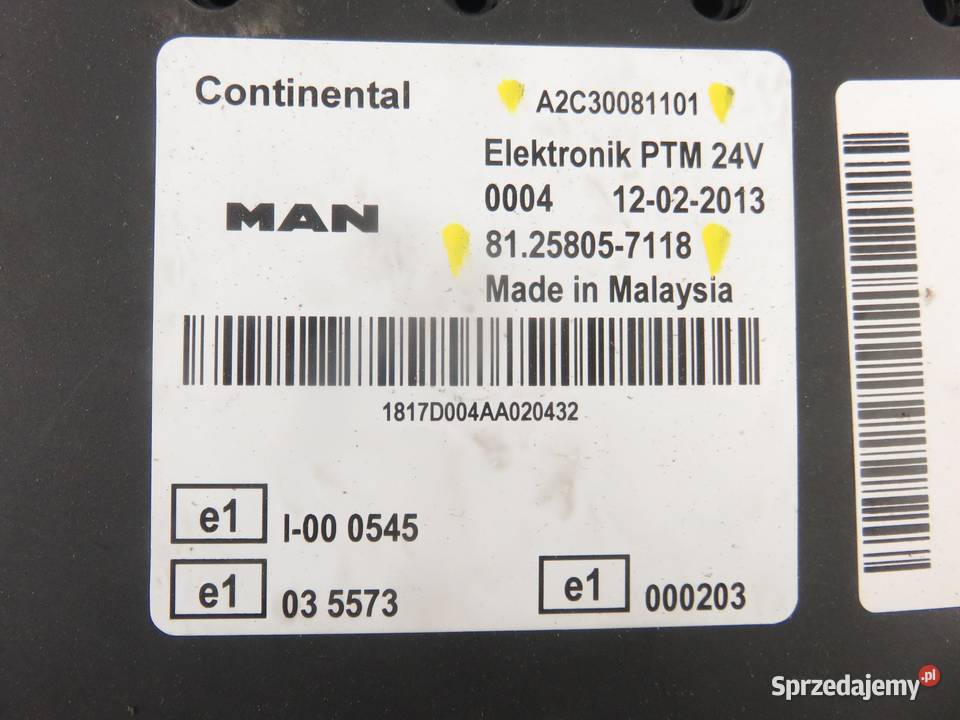 Continental
A2C30081101
Elektronik PTM 24V
0004 12-02-2013
MAN
81.25805-7118
Made in Malaysia
1817D004AA020432
e1 I-00 0545
e1 03 5573
e1 000203
Sprzedajemy.pl